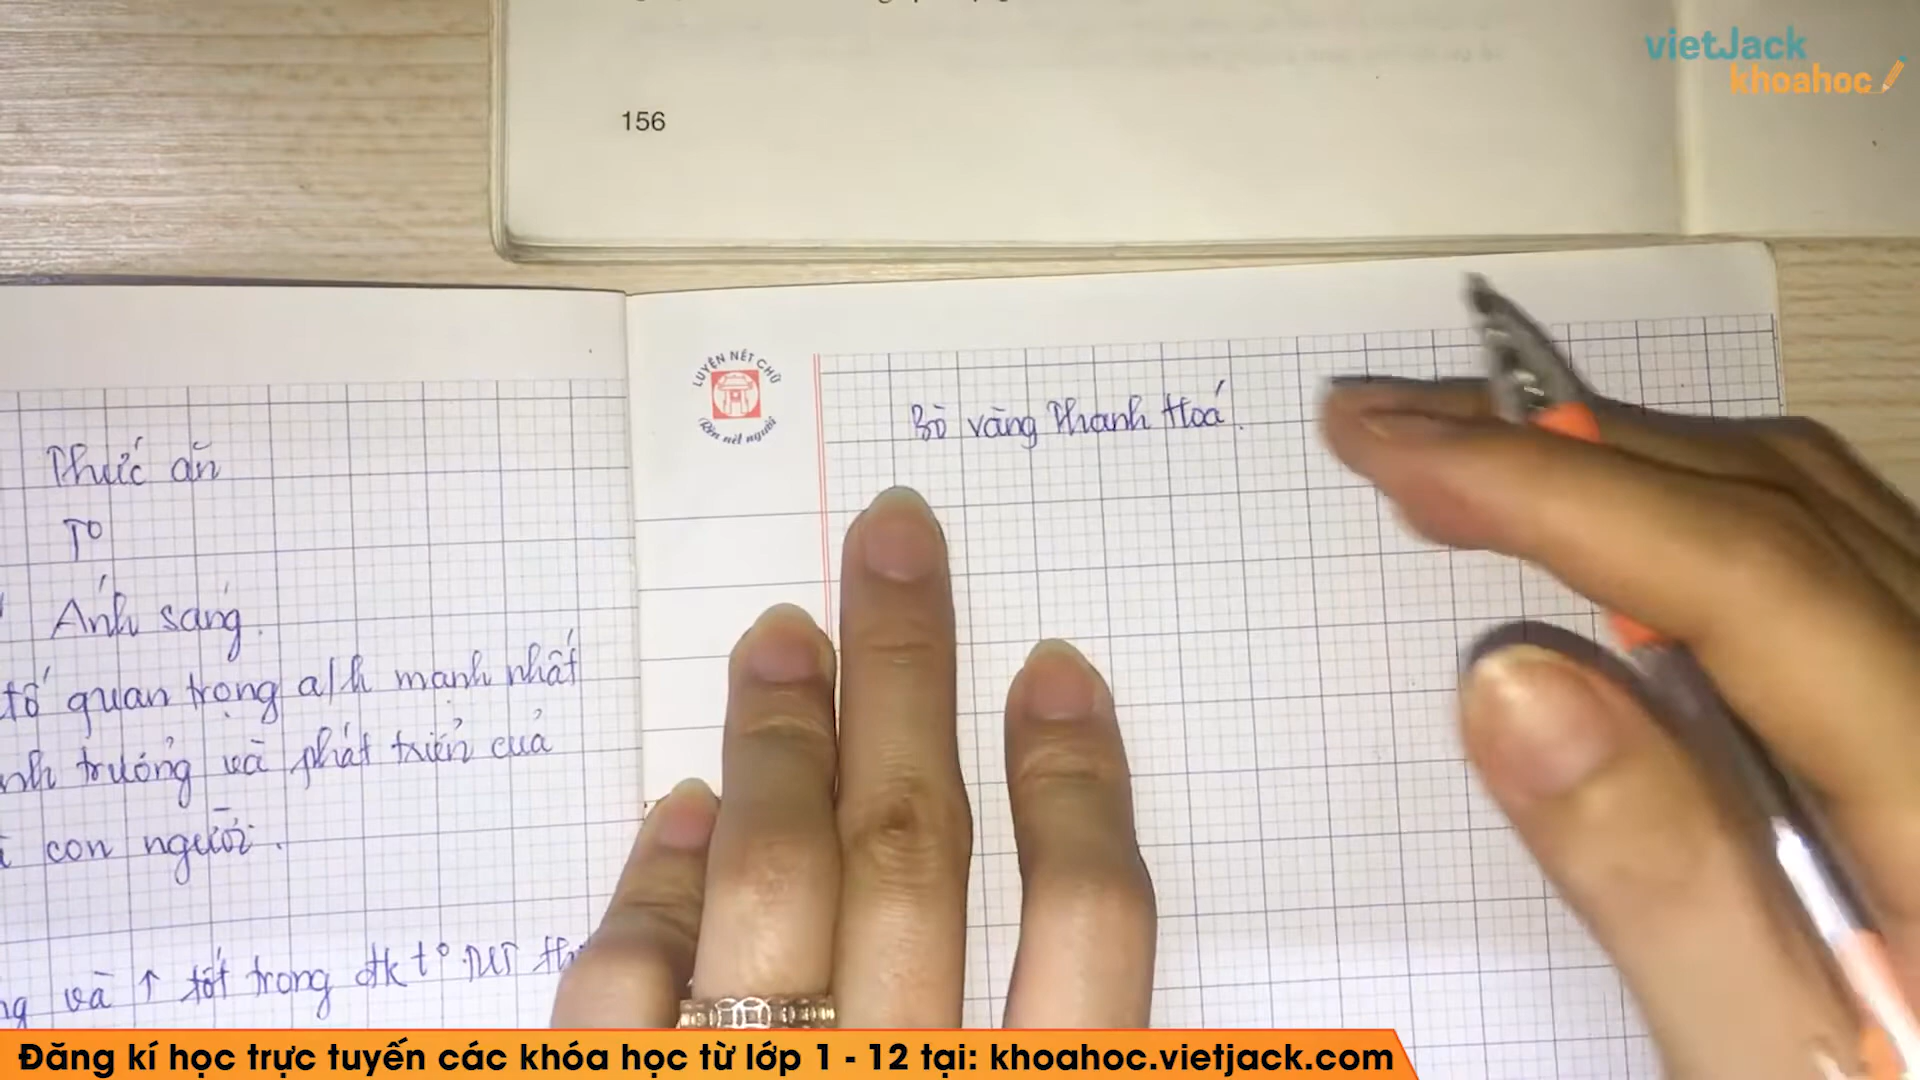 vietJack
khoahoc
156
LUYỆN NÉT CHỮ
Rèn nết người
Thức ăn
T°
Ánh sáng.
tố quan trọng a/h mạnh nhất
nh trưởng và phát triển của
con người.
và ↑ tốt trong đk t°
Bò vàng Thanh Hoá.
Đăng kí học trực tuyến các khóa học từ lớp 1 - 12 tại: khoahoc.vietjack.com